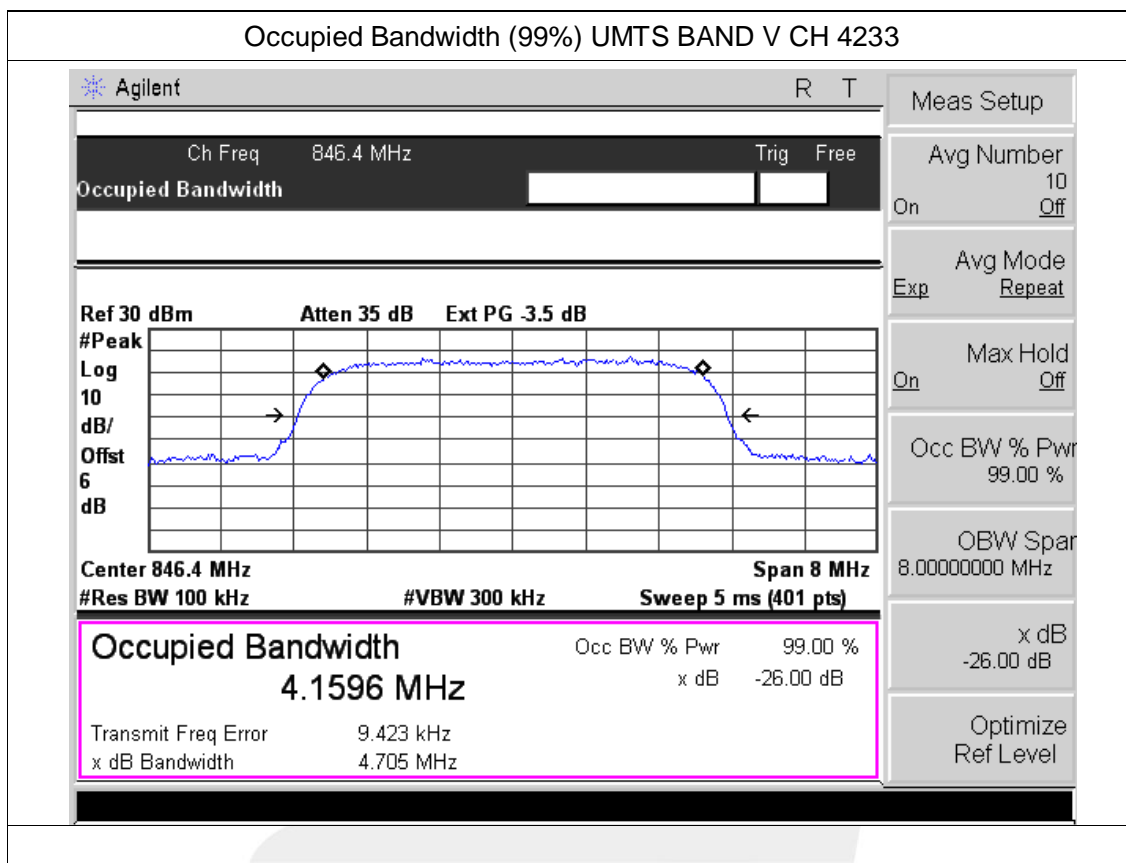 Occupied Bandwidth (99%) UMTS BAND V CH 4233
Agilent R T
Ch Freq 846.4 MHz Trig Free
Occupied Bandwidth
Ref 30 dBm Atten 35 dB Ext PG -3.5 dB
#Peak
Log
10
dB/
Offst
6
dB
Center 846.4 MHz Span 8 MHz
#Res BW 100 kHz #VBW 300 kHz Sweep 5 ms (401 pts)
Occupied Bandwidth Occ BW % Pwr 99.00 %
4.1596 MHz x dB -26.00 dB
Transmit Freq Error 9.423 kHz
x dB Bandwidth 4.705 MHz
Meas Setup
Avg Number
10
On Off
Avg Mode
Exp Repeat
Max Hold
On Off
Occ BW % Pwr
99.00 %
OBW Span
8.00000000 MHz
x dB
-26.00 dB
Optimize
Ref Level